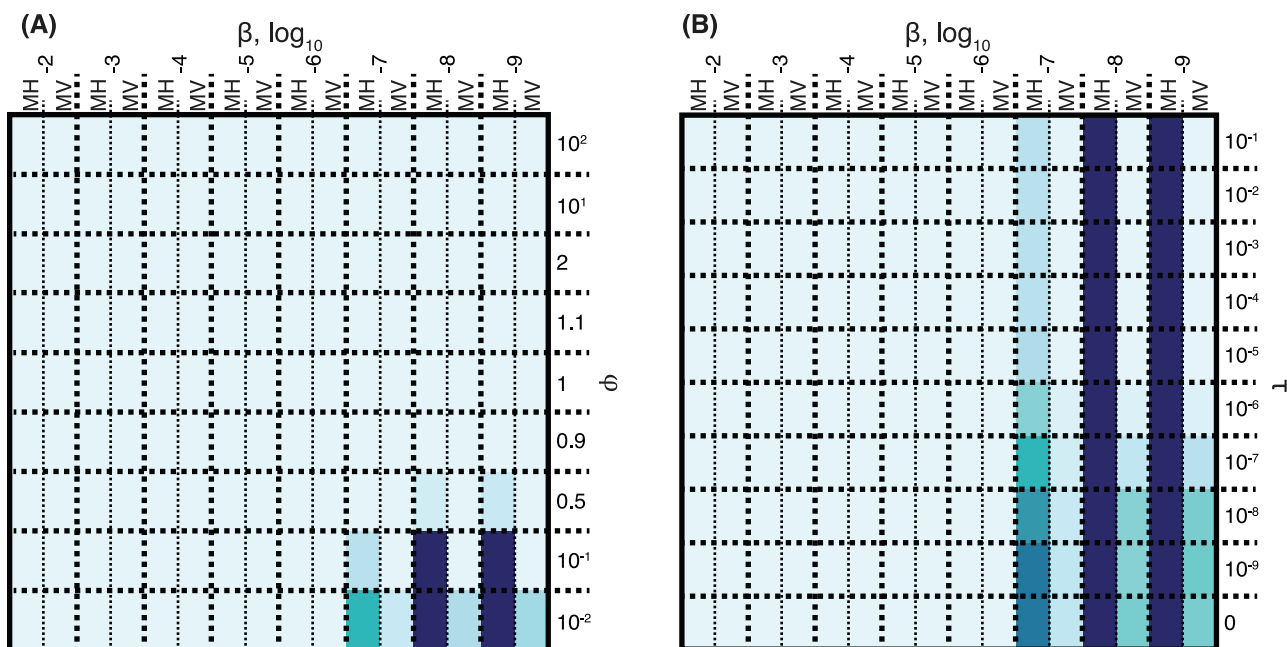 (A)
β, log₁₀
-2 -3 -4 -5 -6 -7 -8 -9
MH MV MH MV MH MV MH MV MH MV MH MV MH MV MH MV
10²
10¹
2
1.1
1
0.9
0.5
10⁻¹
10⁻²
φ
(B)
β, log₁₀
-2 -3 -4 -5 -6 -7 -8 -9
MH MV MH MV MH MV MH MV MH MV MH MV MH MV MH MV
10⁻¹
10⁻²
10⁻³
10⁻⁴
10⁻⁵
10⁻⁶
10⁻⁷
10⁻⁸
10⁻⁹
0
τ